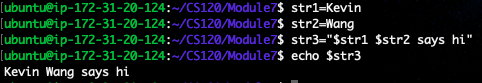 [ubuntu@ip-172-31-20-124:~/CS120/Module7$ str1=Kevin
[ubuntu@ip-172-31-20-124:~/CS120/Module7$ str2=Wang
[ubuntu@ip-172-31-20-124:~/CS120/Module7$ str3="$str1 $str2 says hi"
[ubuntu@ip-172-31-20-124:~/CS120/Module7$ echo $str3
Kevin Wang says hi